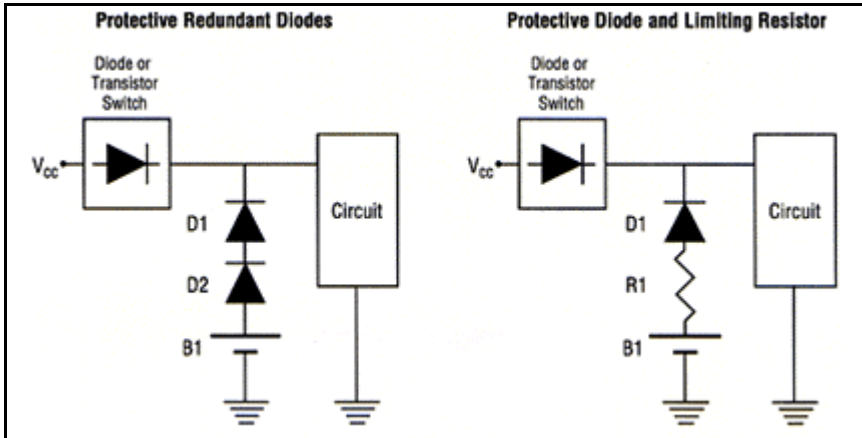 Protective Redundant Diodes
Diode or
Transistor
Switch
Vcc
D1
D2
B1
Circuit
Protective Diode and Limiting Resistor
Diode or
Transistor
Switch
Vcc
D1
R1
B1
Circuit